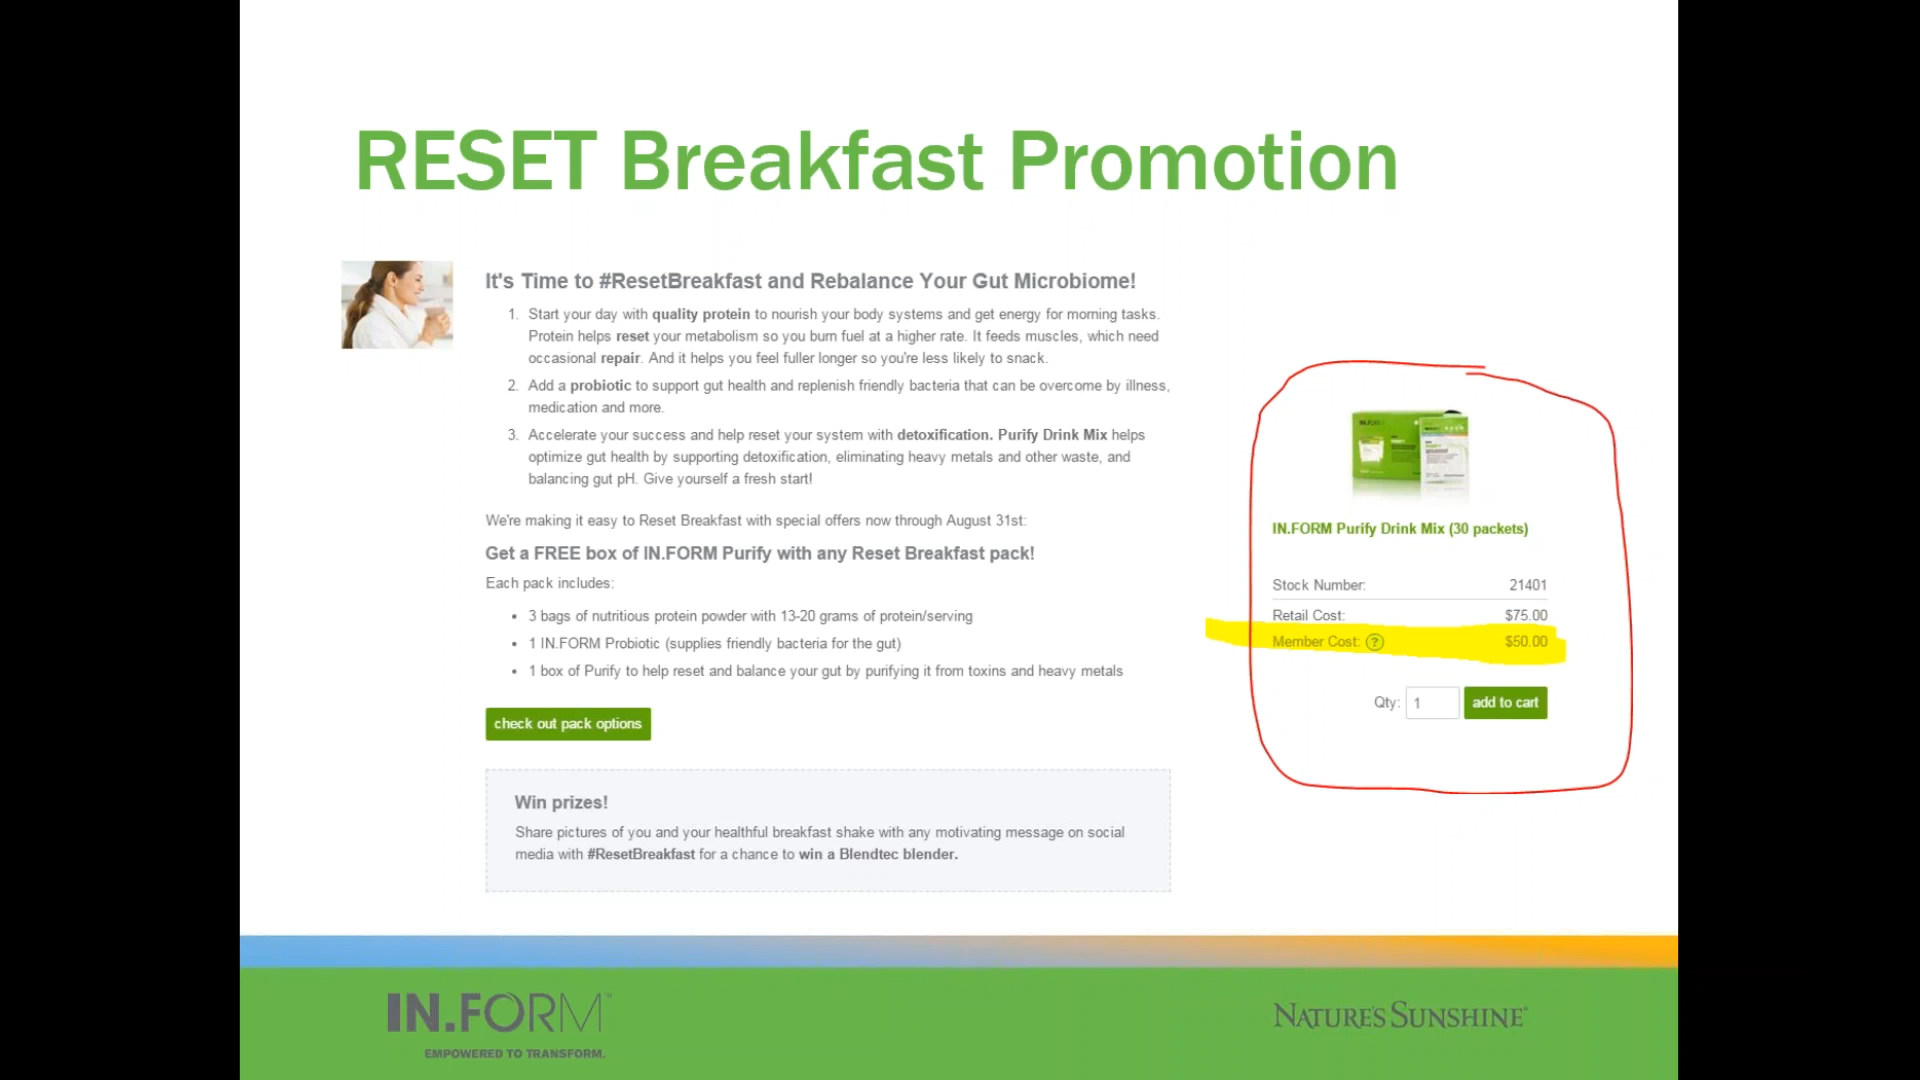 RESET Breakfast Promotion
It's Time to #ResetBreakfast and Rebalance Your Gut Microbiome!
1. Start your day with quality protein to nourish your body systems and get energy for morning tasks.
Protein helps reset your metabolism so you burn fuel at a higher rate. It feeds muscles, which need
occasional repair. And it helps you feel fuller longer so you're less likely to snack.
2. Add a probiotic to support gut health and replenish friendly bacteria that can be overcome by illness,
medication and more.
3. Accelerate your success and help reset your system with detoxification. Purify Drink Mix helps
optimize gut health by supporting detoxification, eliminating heavy metals and other waste, and
balancing gut pH. Give yourself a fresh start!
We're making it easy to Reset Breakfast with special offers now through August 31st:
Get a FREE box of IN.FORM Purify with any Reset Breakfast pack!
Each pack includes:
• 3 bags of nutritious protein powder with 13-20 grams of protein/serving
• 1 IN.FORM Probiotic (supplies friendly bacteria for the gut)
• 1 box of Purify to help reset and balance your gut by purifying it from toxins and heavy metals
check out pack options
Win prizes!
Share pictures of you and your healthful breakfast shake with any motivating message on social
media with #ResetBreakfast for a chance to win a Blendtec blender.
IN.FORM Purify Drink Mix (30 packets)
Stock Number: 21401
Retail Cost: $75.00
Member Cost: ? $50.00
Qty: 1 add to cart
IN.FORM™
EMPOWERED TO TRANSFORM.
NATURE'S SUNSHINE®